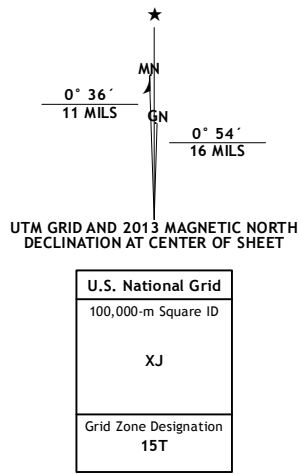 MN
0° 36´
11 MILS
GN
0° 54´
16 MILS
UTM GRID AND 2013 MAGNETIC NORTH
DECLINATION AT CENTER OF SHEET
U.S. National Grid
100,000-m Square ID
XJ
Grid Zone Designation
15T